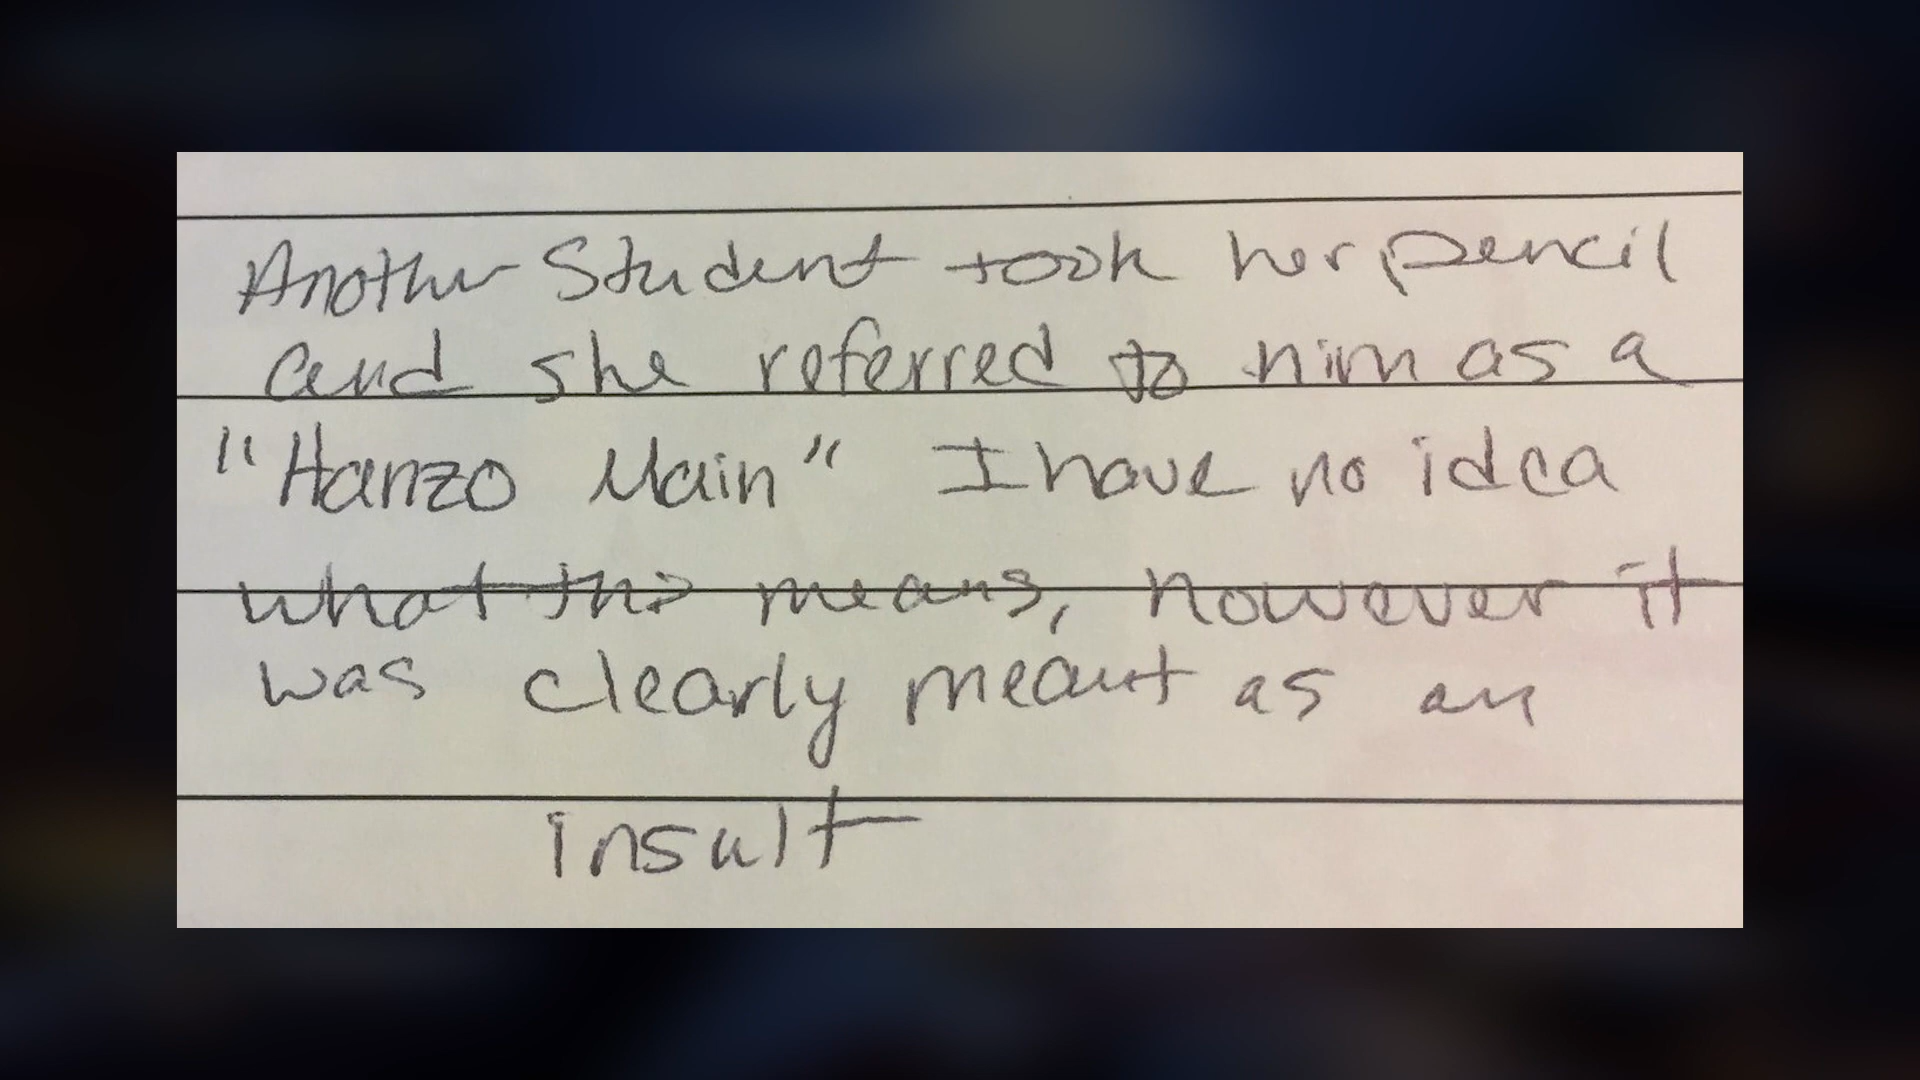 Another Student took her pencil
and she referred to him as a
"Hanzo Main" I have no idea
what this means, however it
was clearly meant as an
insult